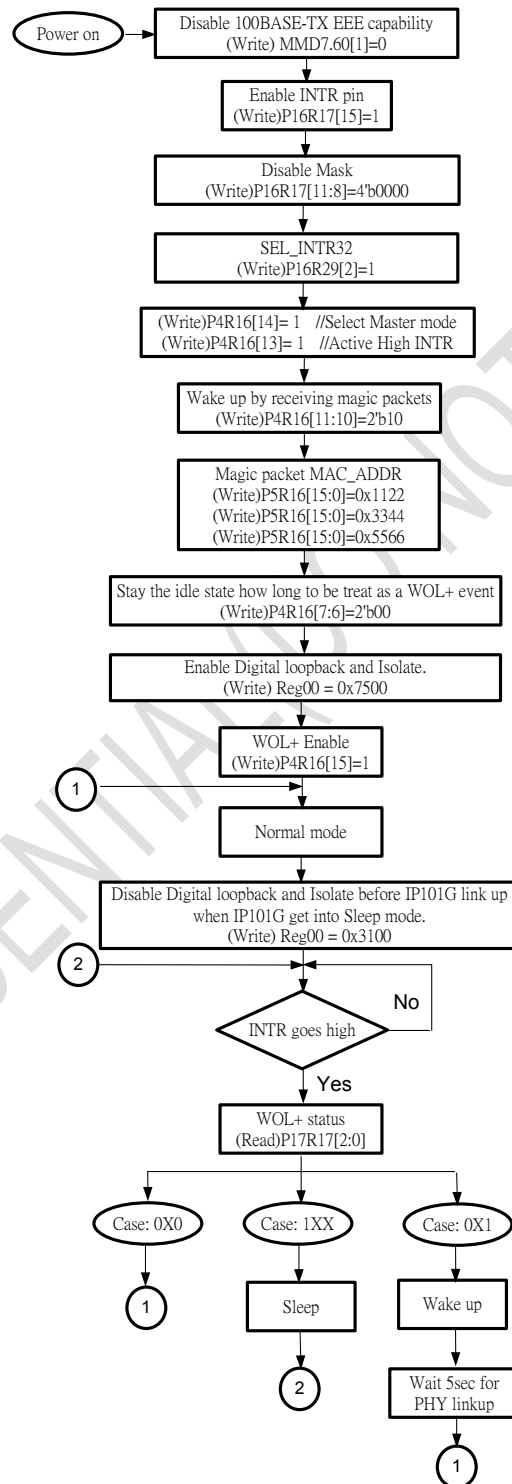 Power on
Disable 100BASE-TX EEE capability
(Write) MMD7.60[1]=0
Enable INTR pin
(Write)P16R17[15]=1
Disable Mask
(Write)P16R17[11:8]=4'b0000
SEL_INTR32
(Write)P16R29[2]=1
(Write)P4R16[14]= 1 //Select Master mode
(Write)P4R16[13]= 1 //Active High INTR
Wake up by receiving magic packets
(Write)P4R16[11:10]=2'b10
Magic packet MAC_ADDR
(Write)P5R16[15:0]=0x1122
(Write)P5R16[15:0]=0x3344
(Write)P5R16[15:0]=0x5566
Stay the idle state how long to be treat as a WOL+ event
(Write)P4R16[7:6]=2'b00
Enable Digital loopback and Isolate.
(Write) Reg00 = 0x7500
WOL+ Enable
(Write)P4R16[15]=1
1
Normal mode
Disable Digital loopback and Isolate before IP101G link up
when IP101G get into Sleep mode.
(Write) Reg00 = 0x3100
2
INTR goes high
No
Yes
WOL+ status
(Read)P17R17[2:0]
Case: 0X0
Case: 1XX
Case: 0X1
1
Sleep
Wake up
2
Wait 5sec for
PHY linkup
1